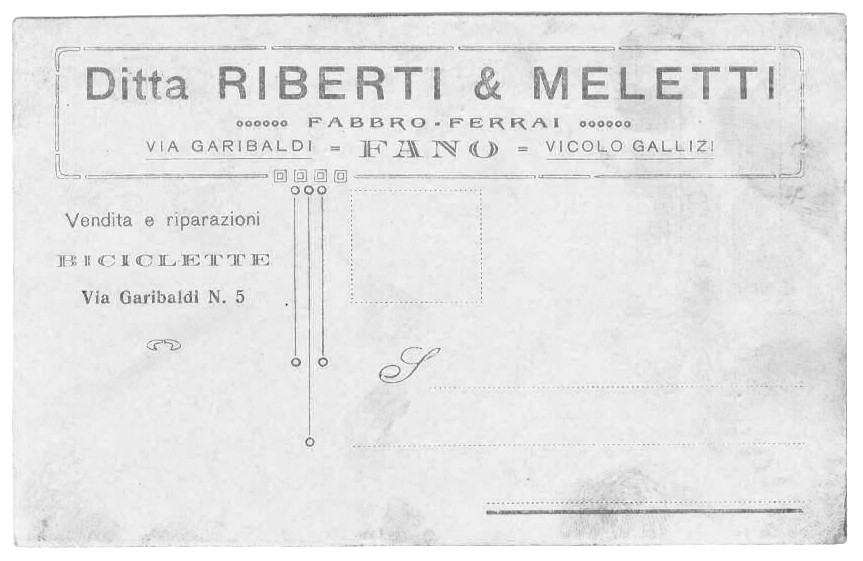 Ditta RIBERTI & MELETTI
FABBRO-FERRAI
VIA GARIBALDI = FANO = VICOLO GALLIZI
Vendita e riparazioni
BICICLETTE
Via Garibaldi N. 5
S